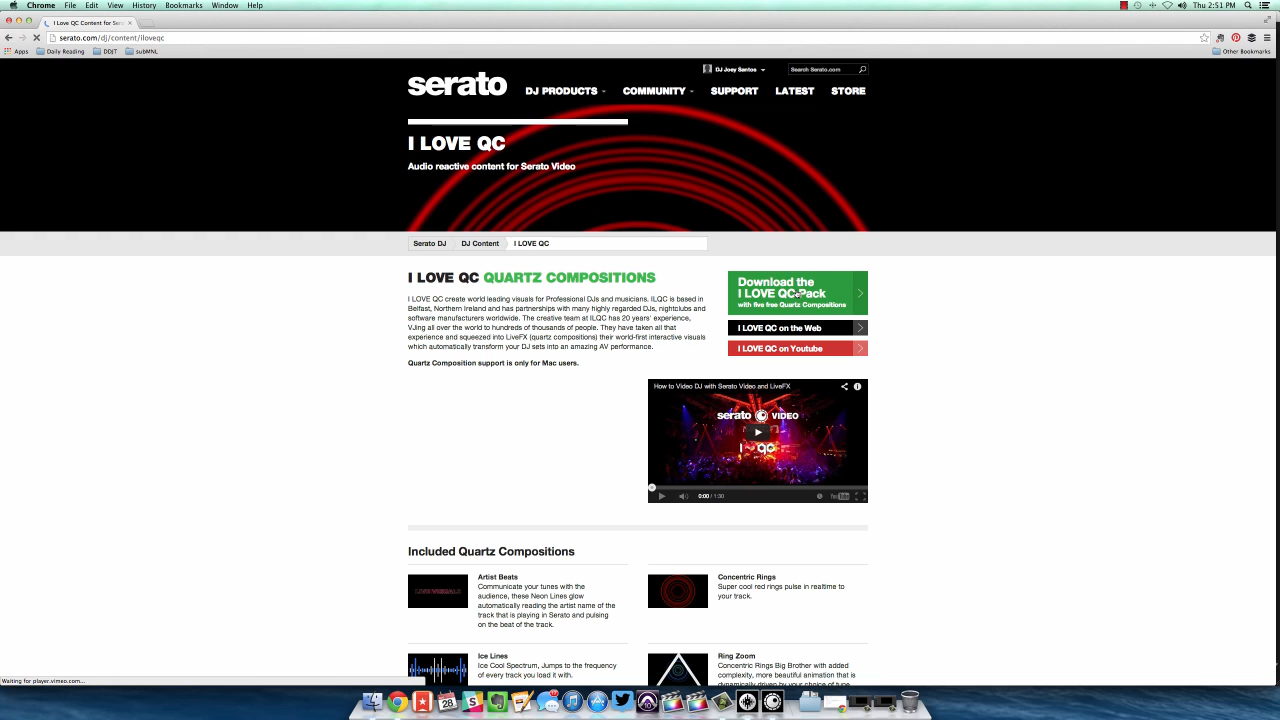 Chrome File Edit View History Bookmarks Window Help
Thu 2:51 PM
I Love QC Content for Sera
serato.com/dj/content/iloveqc
Apps Daily Reading DDJT subMNL Other Bookmarks
DJ Joey Santos
Search Serato.com
serato
DJ PRODUCTS COMMUNITY SUPPORT LATEST STORE
I LOVE QC
Audio reactive content for Serato Video
Serato DJ DJ Content I LOVE QC
I LOVE QC QUARTZ COMPOSITIONS
I LOVE QC create world leading visuals for Professional DJs and musicians. ILQC is based in
Belfast, Northern Ireland and has partnerships with many highly regarded DJs, nightclubs and
software manufacturers worldwide. The creative team at ILQC has 20 years' experience,
VJing all over the world to hundreds of thousands of people. They have taken all that
experience and squeezed into LiveFX (quartz compositions) their world-first interactive visuals
which automatically transform your DJ sets into an amazing AV performance.
Quartz Composition support is only for Mac users.
Download the
I LOVE QC Pack
with five free Quartz Compositions
I LOVE QC on the Web
I LOVE QC on Youtube
How to Video DJ with Serato Video and LiveFX
serato VIDEO
qc
0:00 / 1:30
YouTube
Included Quartz Compositions
Artist Beats
Communicate your tunes with the
audience, these Neon Lines glow
automatically reading the artist name of the
track that is playing in Serato and pulsing
on the beat of the track.
Concentric Rings
Super cool red rings pulse in realtime to
your track.
Ice Lines
Ice Cool Spectrum, Jumps to the frequency
of every track you load it with.
Ring Zoom
Concentric Rings Big Brother with added
complexity, more beautiful animation that is
dynamically driven by your choice of type
Waiting for player.vimeo.com...
28